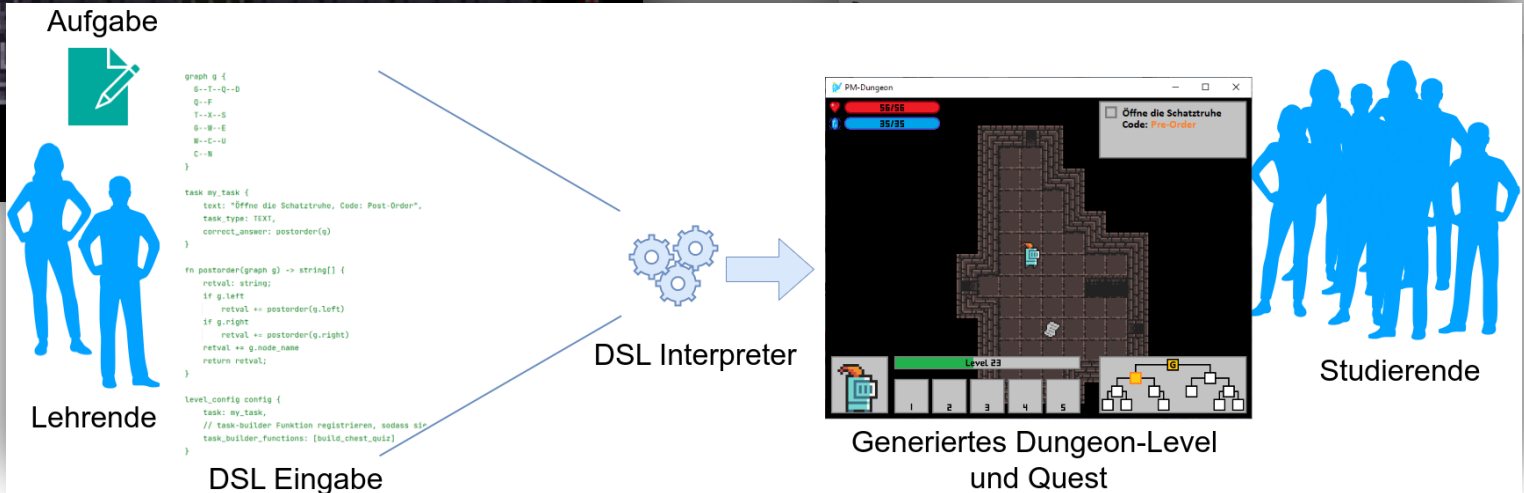 Aufgabe
graph g {
G--T--Q--D
Q--F
T--X--S
G--W--E
W--C--U
C--N
}
task my_task {
text: "Öffne die Schatztruhe, Code: Post-Order",
task_type: TEXT,
correct_answer: postorder(g)
}
fn postorder(graph g) -> string[] {
retval: string;
if g.left
retval += postorder(g.left)
if g.right
retval += postorder(g.right)
retval += g.node_name
return retval;
}
level_config config {
task: my_task,
// task-builder Funktion registrieren, sodass sie
task_builder_functions: [build_chest_quiz]
}
Lehrende
DSL Eingabe
DSL Interpreter
PM-Dungeon
56/56
35/35
Öffne die Schatztruhe
Code: Pre-Order
Level 23
G
1 2 3 4 5
Generiertes Dungeon-Level
und Quest
Studierende